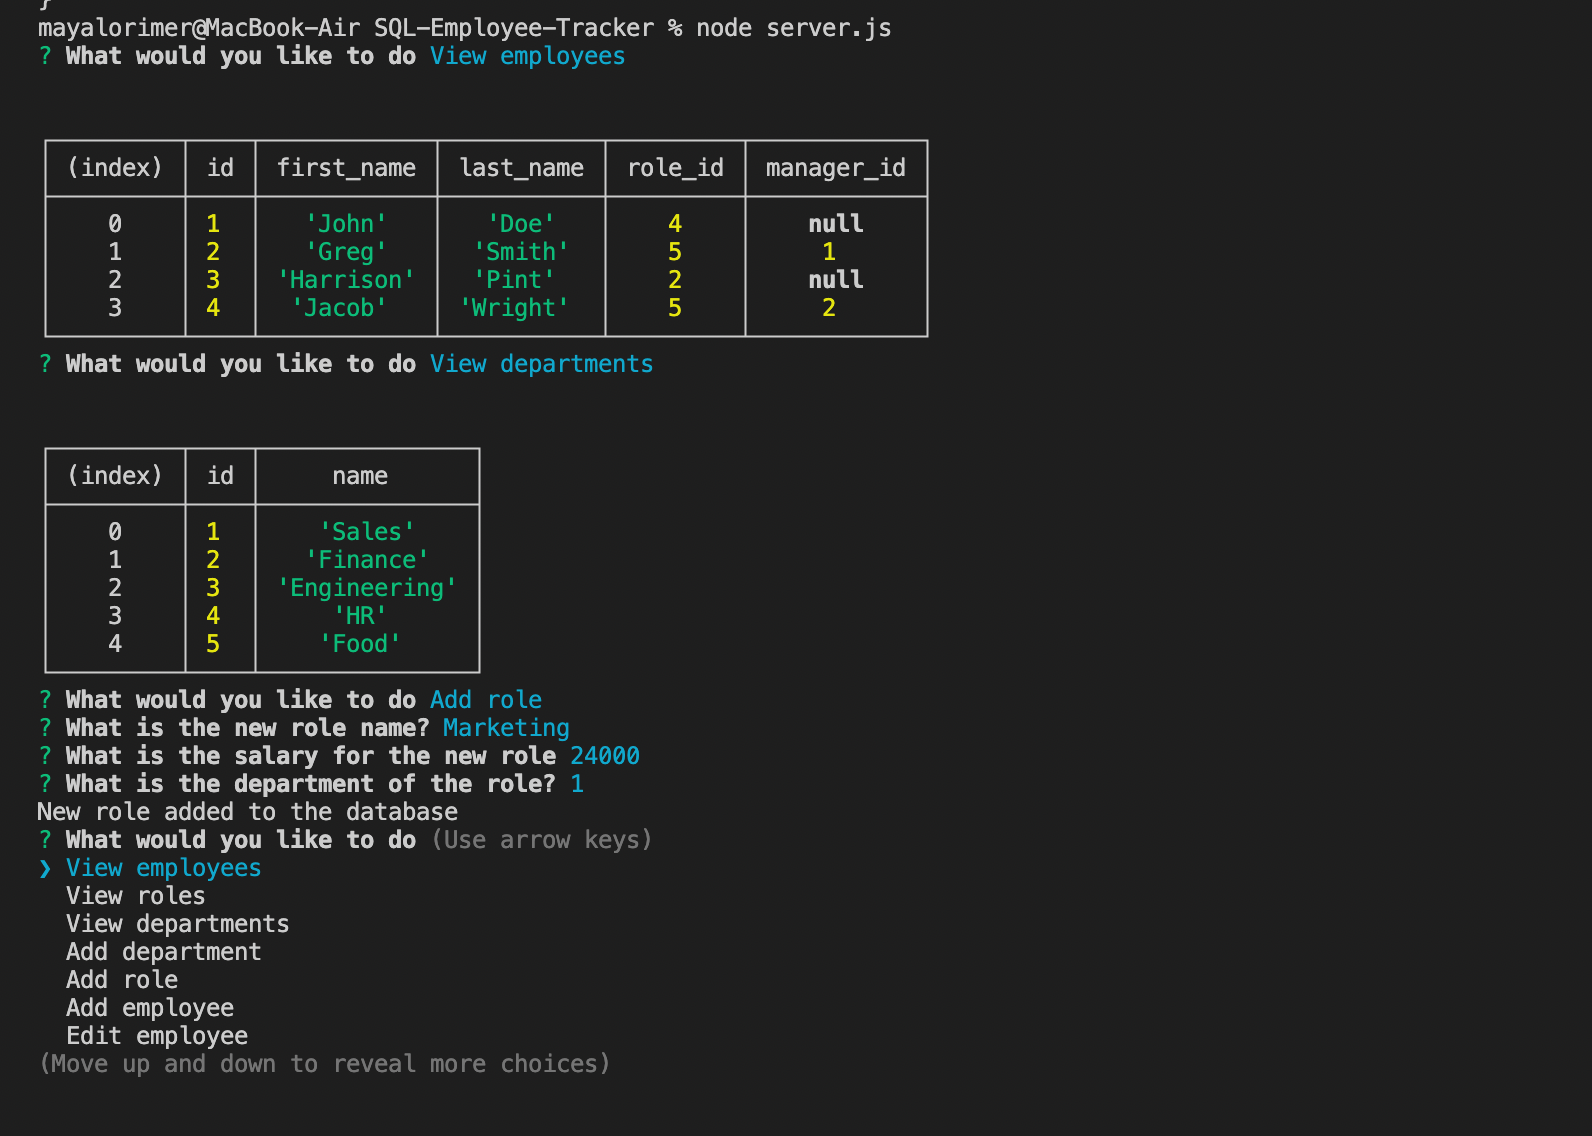 }
mayalorimer@MacBook-Air SQL-Employee-Tracker % node server.js
? What would you like to do View employees
(index) id first_name last_name role_id manager_id
0 1 'John' 'Doe' 4 null
1 2 'Greg' 'Smith' 5 1
2 3 'Harrison' 'Pint' 2 null
3 4 'Jacob' 'Wright' 5 2
? What would you like to do View departments
(index) id name
0 1 'Sales'
1 2 'Finance'
2 3 'Engineering'
3 4 'HR'
4 5 'Food'
? What would you like to do Add role
? What is the new role name? Marketing
? What is the salary for the new role 24000
? What is the department of the role? 1
New role added to the database
? What would you like to do (Use arrow keys)
❯ View employees
View roles
View departments
Add department
Add role
Add employee
Edit employee
(Move up and down to reveal more choices)